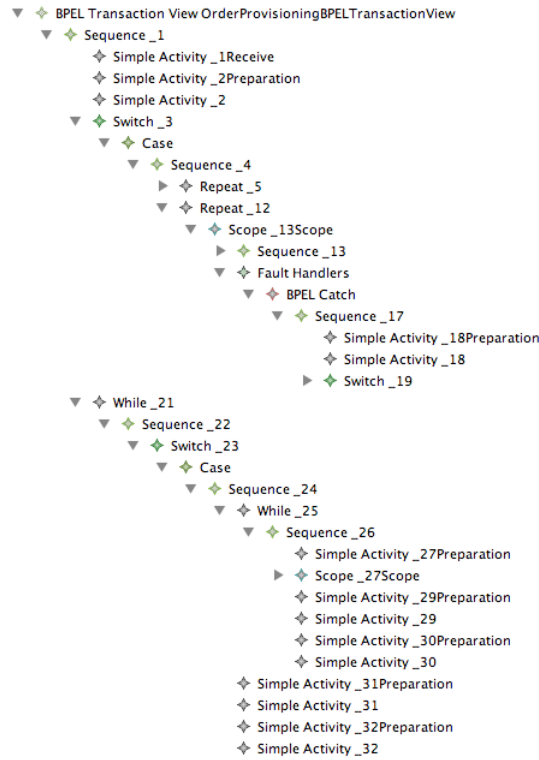 BPEL Transaction View OrderProvisioningBPELTransactionView
Sequence _1
Simple Activity _1Receive
Simple Activity _2Preparation
Simple Activity _2
Switch _3
Case
Sequence _4
Repeat _5
Repeat _12
Scope _13Scope
Sequence _13
Fault Handlers
BPEL Catch
Sequence _17
Simple Activity _18Preparation
Simple Activity _18
Switch _19
While _21
Sequence _22
Switch _23
Case
Sequence _24
While _25
Sequence _26
Simple Activity _27Preparation
Scope _27Scope
Simple Activity _29Preparation
Simple Activity _29
Simple Activity _30Preparation
Simple Activity _30
Simple Activity _31Preparation
Simple Activity _31
Simple Activity _32Preparation
Simple Activity _32